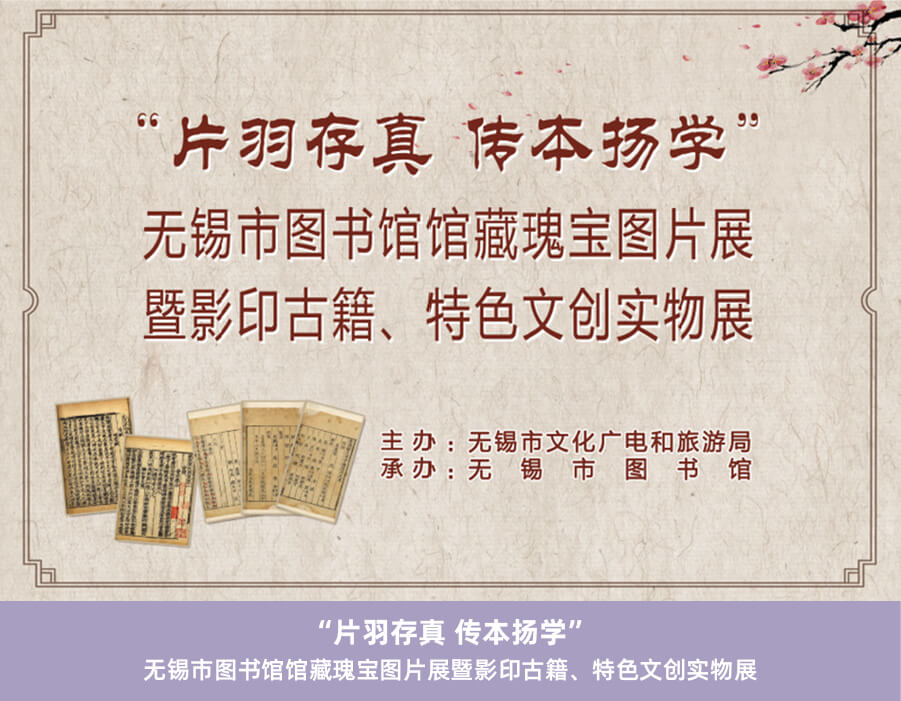 “片羽存真 传本扬学”
无锡市图书馆馆藏瑰宝图片展
暨影印古籍、特色文创实物展
主办：无锡市文化广电和旅游局
承办：无锡市图书馆
“片羽存真 传本扬学”
无锡市图书馆馆藏瑰宝图片展暨影印古籍、特色文创实物展